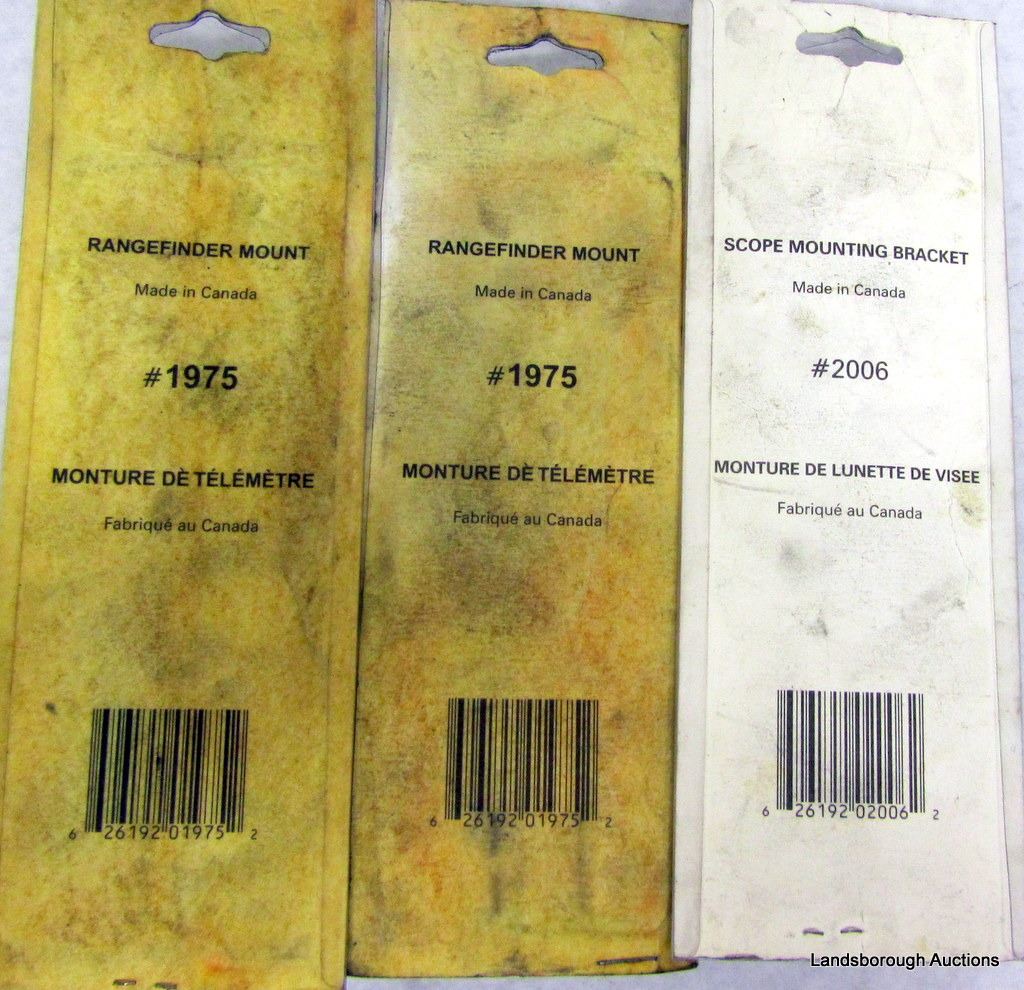 RANGEFINDER MOUNT
Made in Canada
#1975
MONTURE DÈ TÉLÉMÈTRE
Fabriqué au Canada
6 26192 01975 2
RANGEFINDER MOUNT
Made in Canada
#1975
MONTURE DÈ TÉLÉMÈTRE
Fabriqué au Canada
6 26192 01975 2
SCOPE MOUNTING BRACKET
Made in Canada
#2006
MONTURE DE LUNETTE DE VISEE
Fabriqué au Canada
6 26192 02006 2
Landsborough Auctions